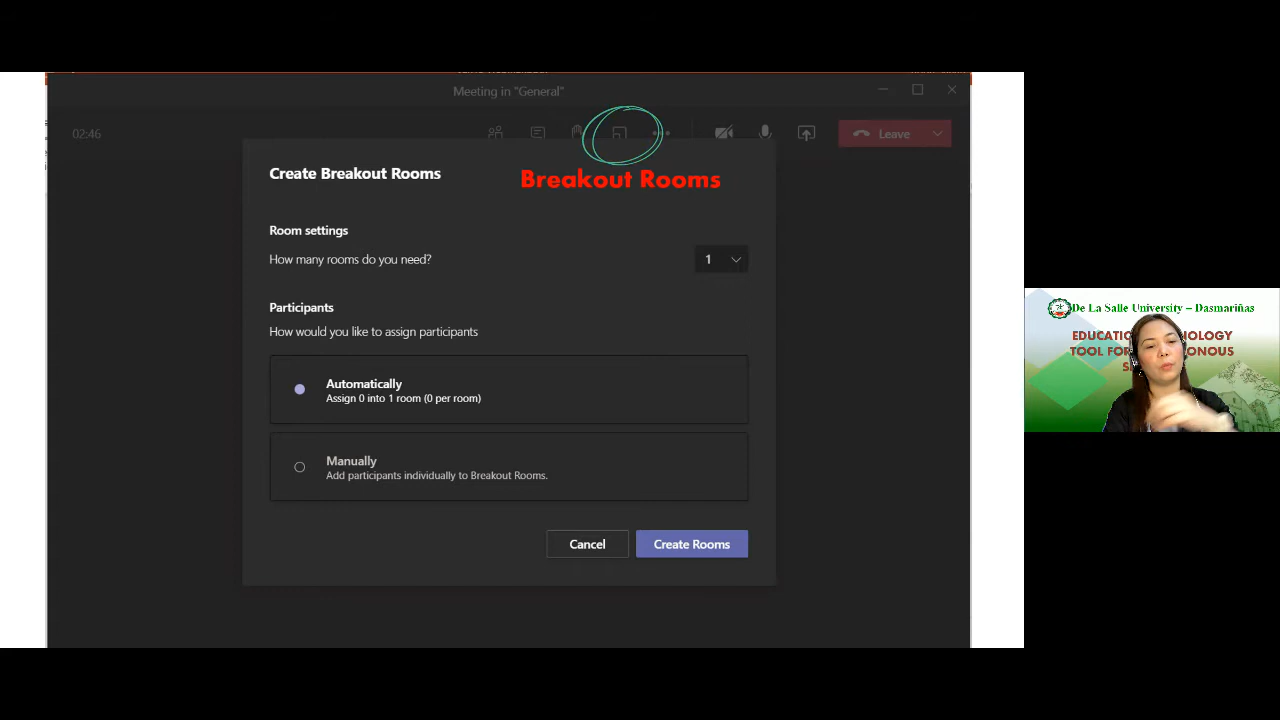 Meeting in "General"
02:46
Leave
Create Breakout Rooms
Breakout Rooms
Room settings
How many rooms do you need?
1
Participants
How would you like to assign participants
Automatically
Assign 0 into 1 room (0 per room)
Manually
Add participants individually to Breakout Rooms.
Cancel
Create Rooms
De La Salle University – Dasmariñas
TOOL FOR